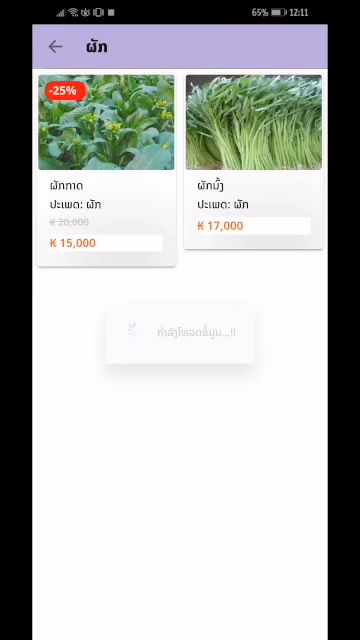 65% 12:11
ຜັກ
-25%
ຜັກກາດ
ປະເພດ: ຜັກ
₭ 20,000
₭ 15,000
ຜັກບົ້ງ
ປະເພດ: ຜັກ
₭ 17,000
ກຳລັງໂຫລດຂໍ້ມູນ...!!